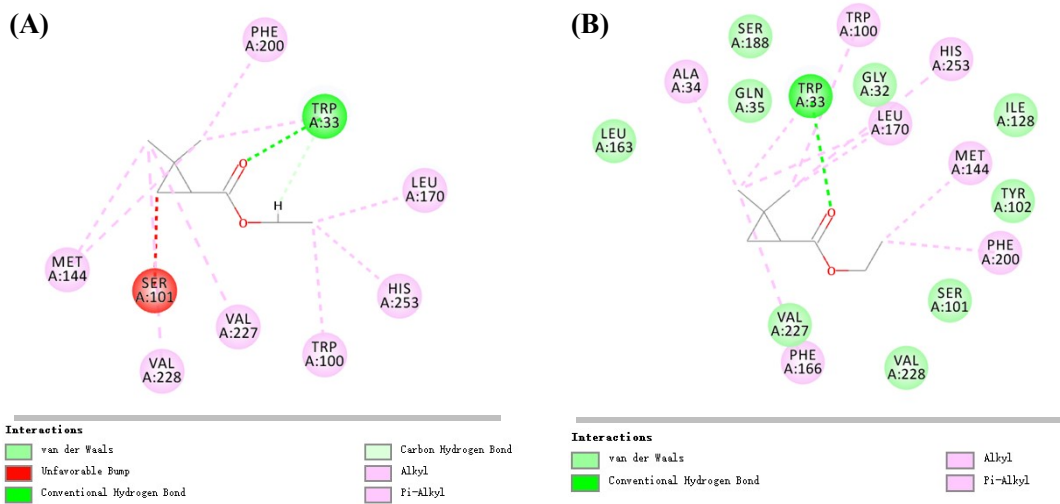 (A)
PHE
A:200
TRP
A:33
LEU
A:170
HIS
A:253
TRP
A:100
VAL
A:227
VAL
A:228
SER
A:101
MET
A:144
O
O
H
Interactions
van der Waals
Unfavorable Bump
Conventional Hydrogen Bond
Carbon Hydrogen Bond
Alkyl
Pi-Alkyl
(B)
SER
A:188
TRP
A:100
HIS
A:253
ALA
A:34
GLN
A:35
TRP
A:33
GLY
A:32
LEU
A:170
ILE
A:128
LEU
A:163
MET
A:144
TYR
A:102
PHE
A:200
SER
A:101
VAL
A:227
PHE
A:166
VAL
A:228
O
O
Interactions
van der Waals
Conventional Hydrogen Bond
Alkyl
Pi-Alkyl